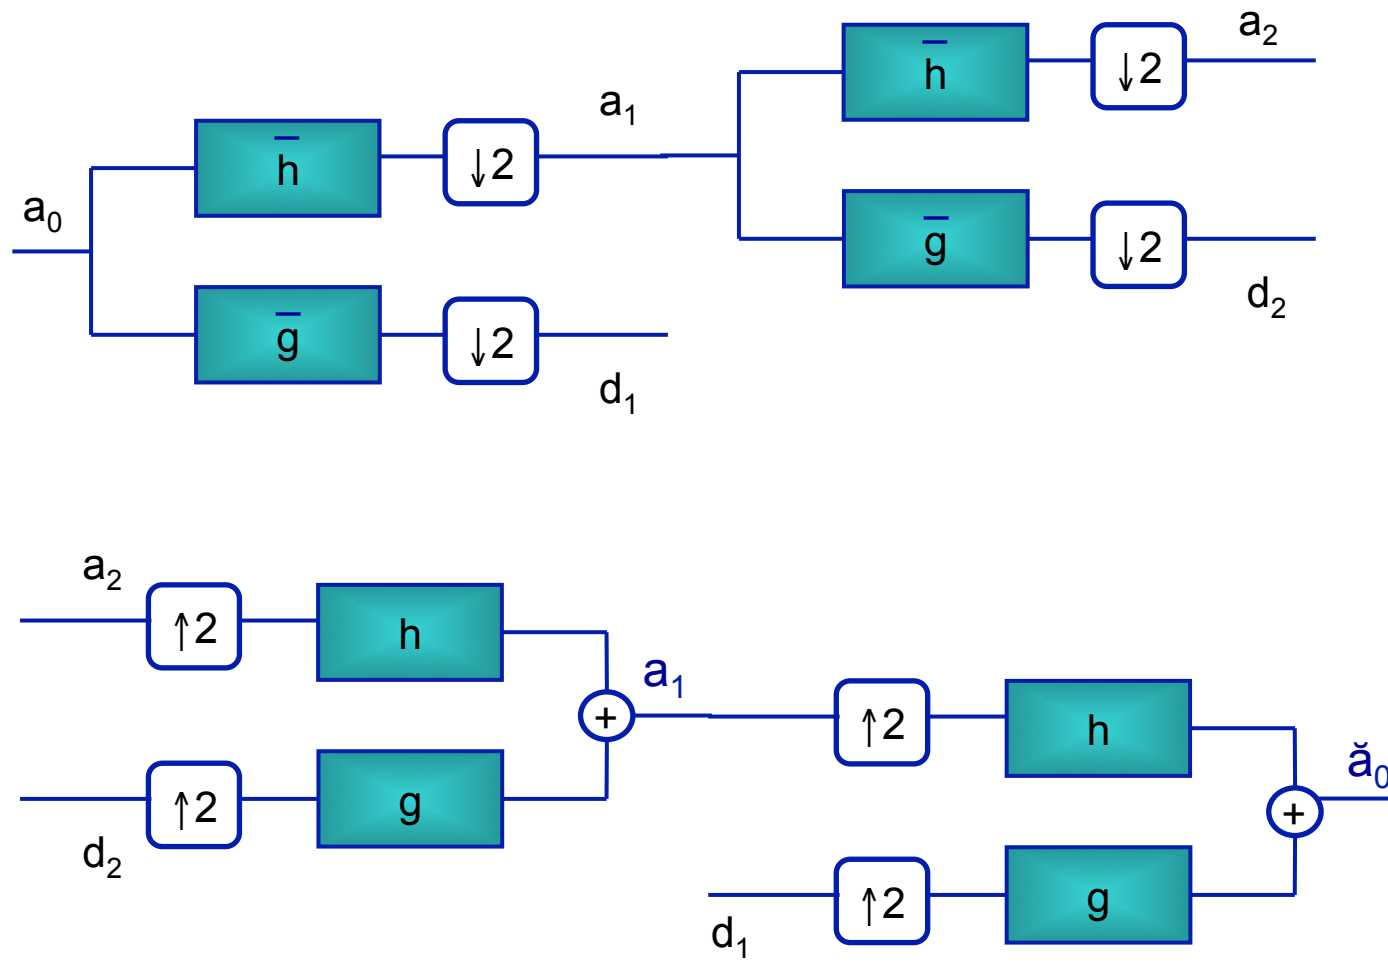 a₂
h̅
↓2
a₁
h̅
↓2
a₀
g̅
↓2
g̅
↓2
d₂
d₁
a₂
↑2
h
a₁
+
↑2
h
ă₀
↑2
g
+
d₂
↑2
g
d₁